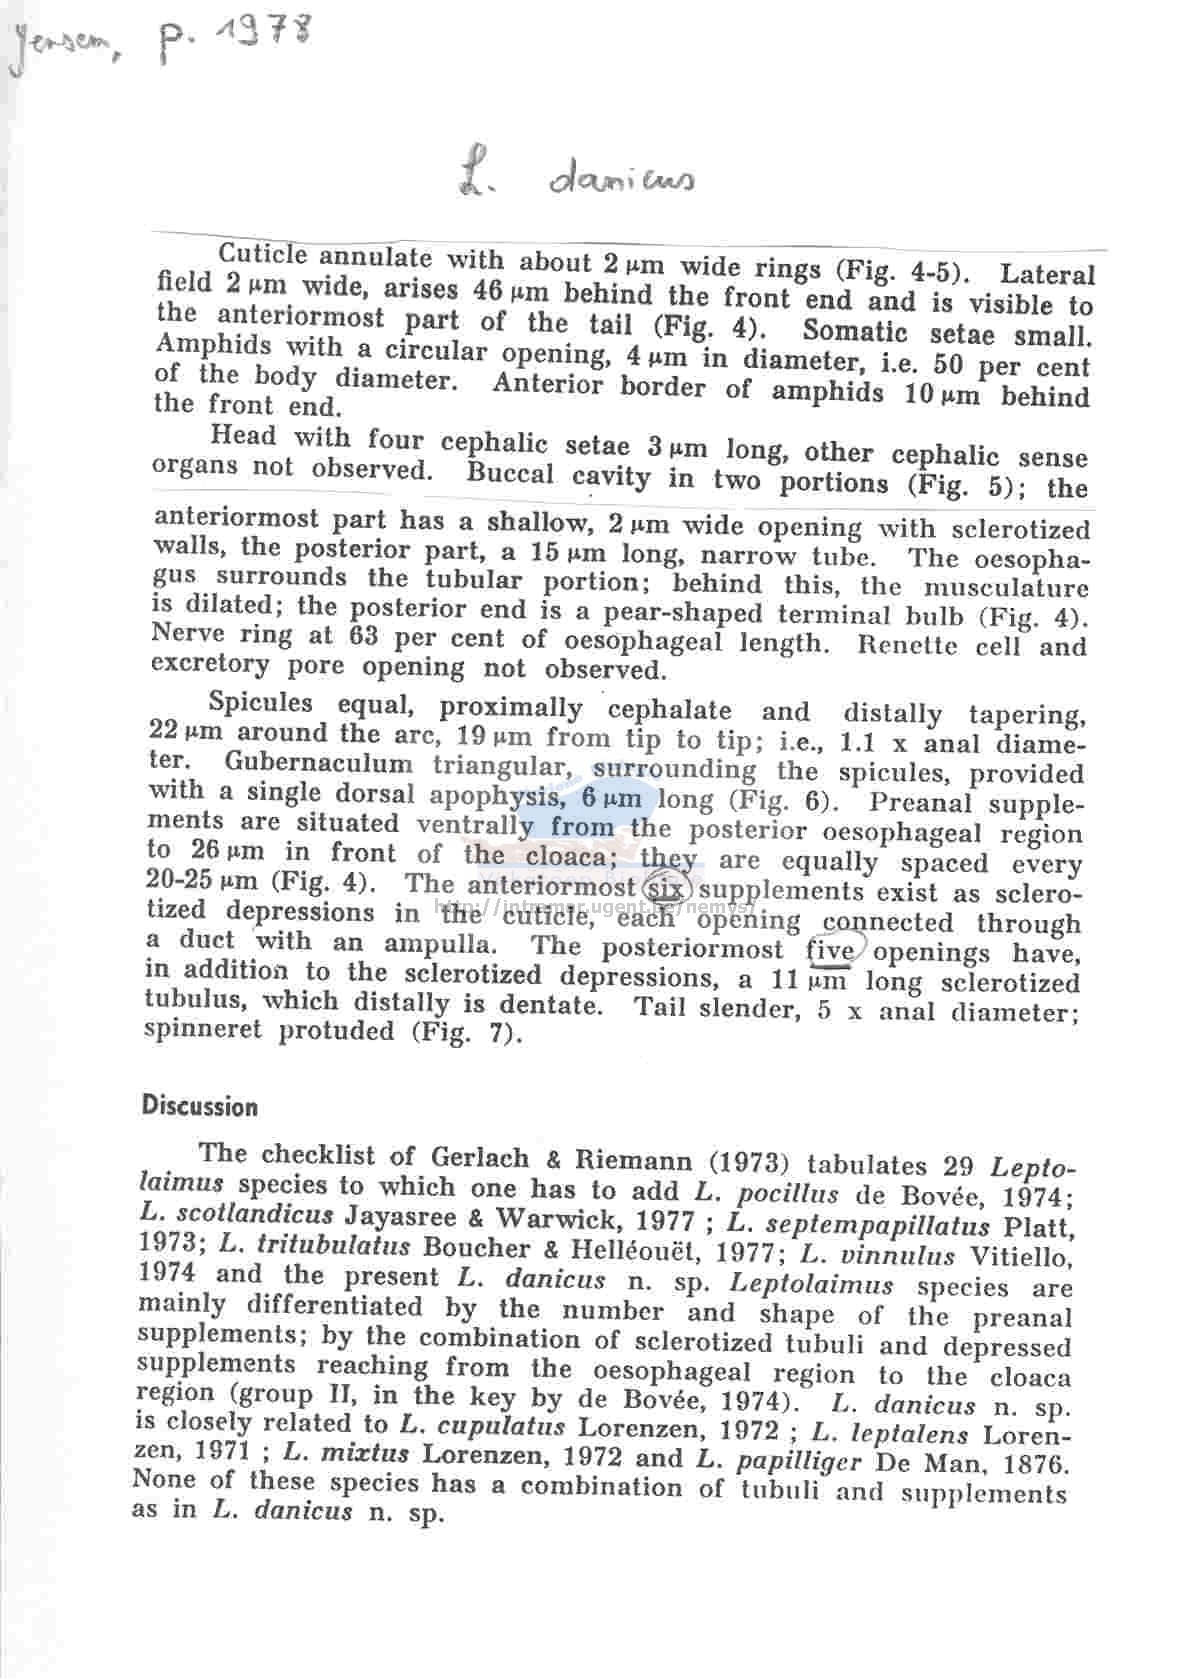 Jensen, p. 1978
L. danicus
Cuticle annulate with about 2 μm wide rings (Fig. 4-5). Lateral
field 2 μm wide, arises 46 μm behind the front end and is visible to
the anteriormost part of the tail (Fig. 4). Somatic setae small.
Amphids with a circular opening, 4 μm in diameter, i.e. 50 per cent
of the body diameter. Anterior border of amphids 10 μm behind
the front end.
Head with four cephalic setae 3 μm long, other cephalic sense
organs not observed. Buccal cavity in two portions (Fig. 5); the
anteriormost part has a shallow, 2 μm wide opening with sclerotized
walls, the posterior part, a 15 μm long, narrow tube. The oesopha-
gus surrounds the tubular portion; behind this, the musculature
is dilated; the posterior end is a pear-shaped terminal bulb (Fig. 4).
Nerve ring at 63 per cent of oesophageal length. Renette cell and
excretory pore opening not observed.
Spicules equal, proximally cephalate and distally tapering,
22 μm around the arc, 19 μm from tip to tip; i.e., 1.1 x anal diame-
ter. Gubernaculum triangular, surrounding the spicules, provided
with a single dorsal apophysis, 6 μm long (Fig. 6). Preanal supple-
ments are situated ventrally from the posterior oesophageal region
to 26 μm in front of the cloaca; they are equally spaced every
20-25 μm (Fig. 4). The anteriormost six supplements exist as sclero-
http://intramar.ugent.be/nemys/
tized depressions in the cuticle, each opening connected through
a duct with an ampulla. The posteriormost five openings have,
in addition to the sclerotized depressions, a 11 μm long sclerotized
tubulus, which distally is dentate. Tail slender, 5 x anal diameter;
spinneret protuded (Fig. 7).
Discussion
The checklist of Gerlach & Riemann (1973) tabulates 29 Lepto-
laimus species to which one has to add L. pocillus de Bovée, 1974;
L. scotlandicus Jayasree & Warwick, 1977 ; L. septempapillatus Platt,
1973; L. tritubulatus Boucher & Helléouët, 1977; L. vinnulus Vitiello,
1974 and the present L. danicus n. sp. Leptolaimus species are
mainly differentiated by the number and shape of the preanal
supplements; by the combination of sclerotized tubuli and depressed
supplements reaching from the oesophageal region to the cloaca
region (group II, in the key by de Bovée, 1974). L. danicus n. sp.
is closely related to L. cupulatus Lorenzen, 1972 ; L. leptalens Loren-
zen, 1971 ; L. mixtus Lorenzen, 1972 and L. papilliger De Man, 1876.
None of these species has a combination of tubuli and supplements
as in L. danicus n. sp.